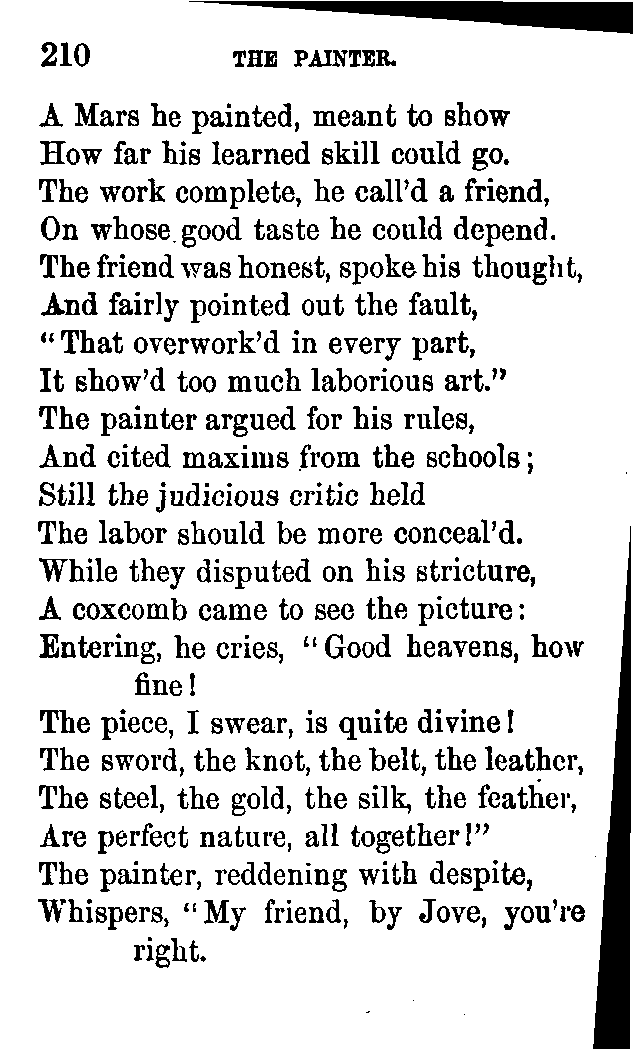 210 THE PAINTER.
A Mars he painted, meant to show
How far his learned skill could go.
The work complete, he call'd a friend,
On whose good taste he could depend.
The friend was honest, spoke his thought,
And fairly pointed out the fault,
"That overwork'd in every part,
It show'd too much laborious art."
The painter argued for his rules,
And cited maxims from the schools;
Still the judicious critic held
The labor should be more conceal'd.
While they disputed on his stricture,
A coxcomb came to see the picture:
Entering, he cries, "Good heavens, how
fine!
The piece, I swear, is quite divine!
The sword, the knot, the belt, the leather,
The steel, the gold, the silk, the feather,
Are perfect nature, all together!"
The painter, reddening with despite,
Whispers, "My friend, by Jove, you're
right.